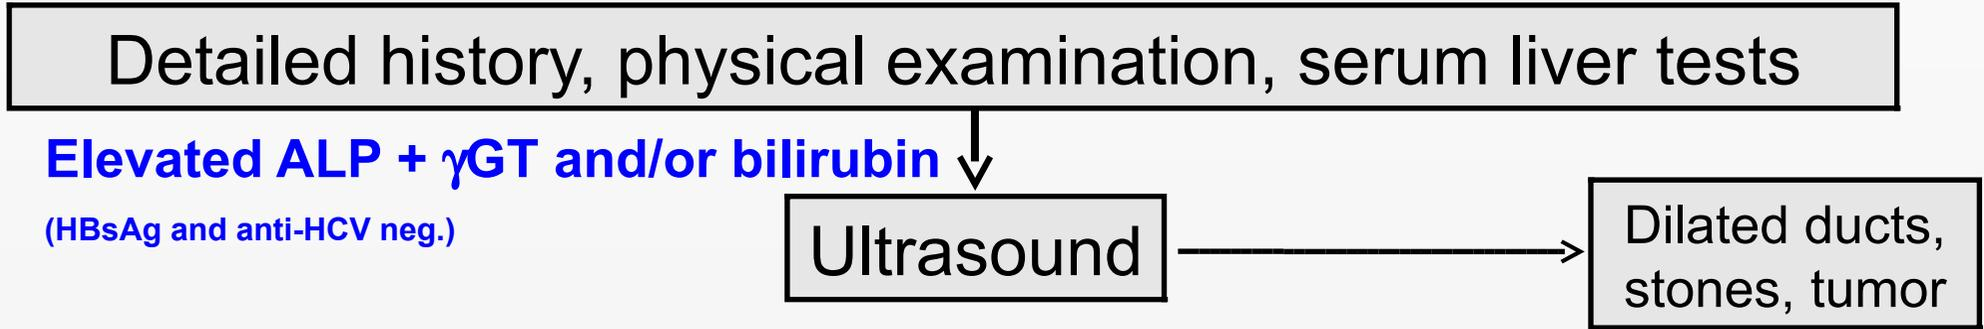 Detailed history, physical examination, serum liver tests
Elevated ALP + γGT and/or bilirubin
(HBsAg and anti-HCV neg.)
Ultrasound
Dilated ducts,
stones, tumor